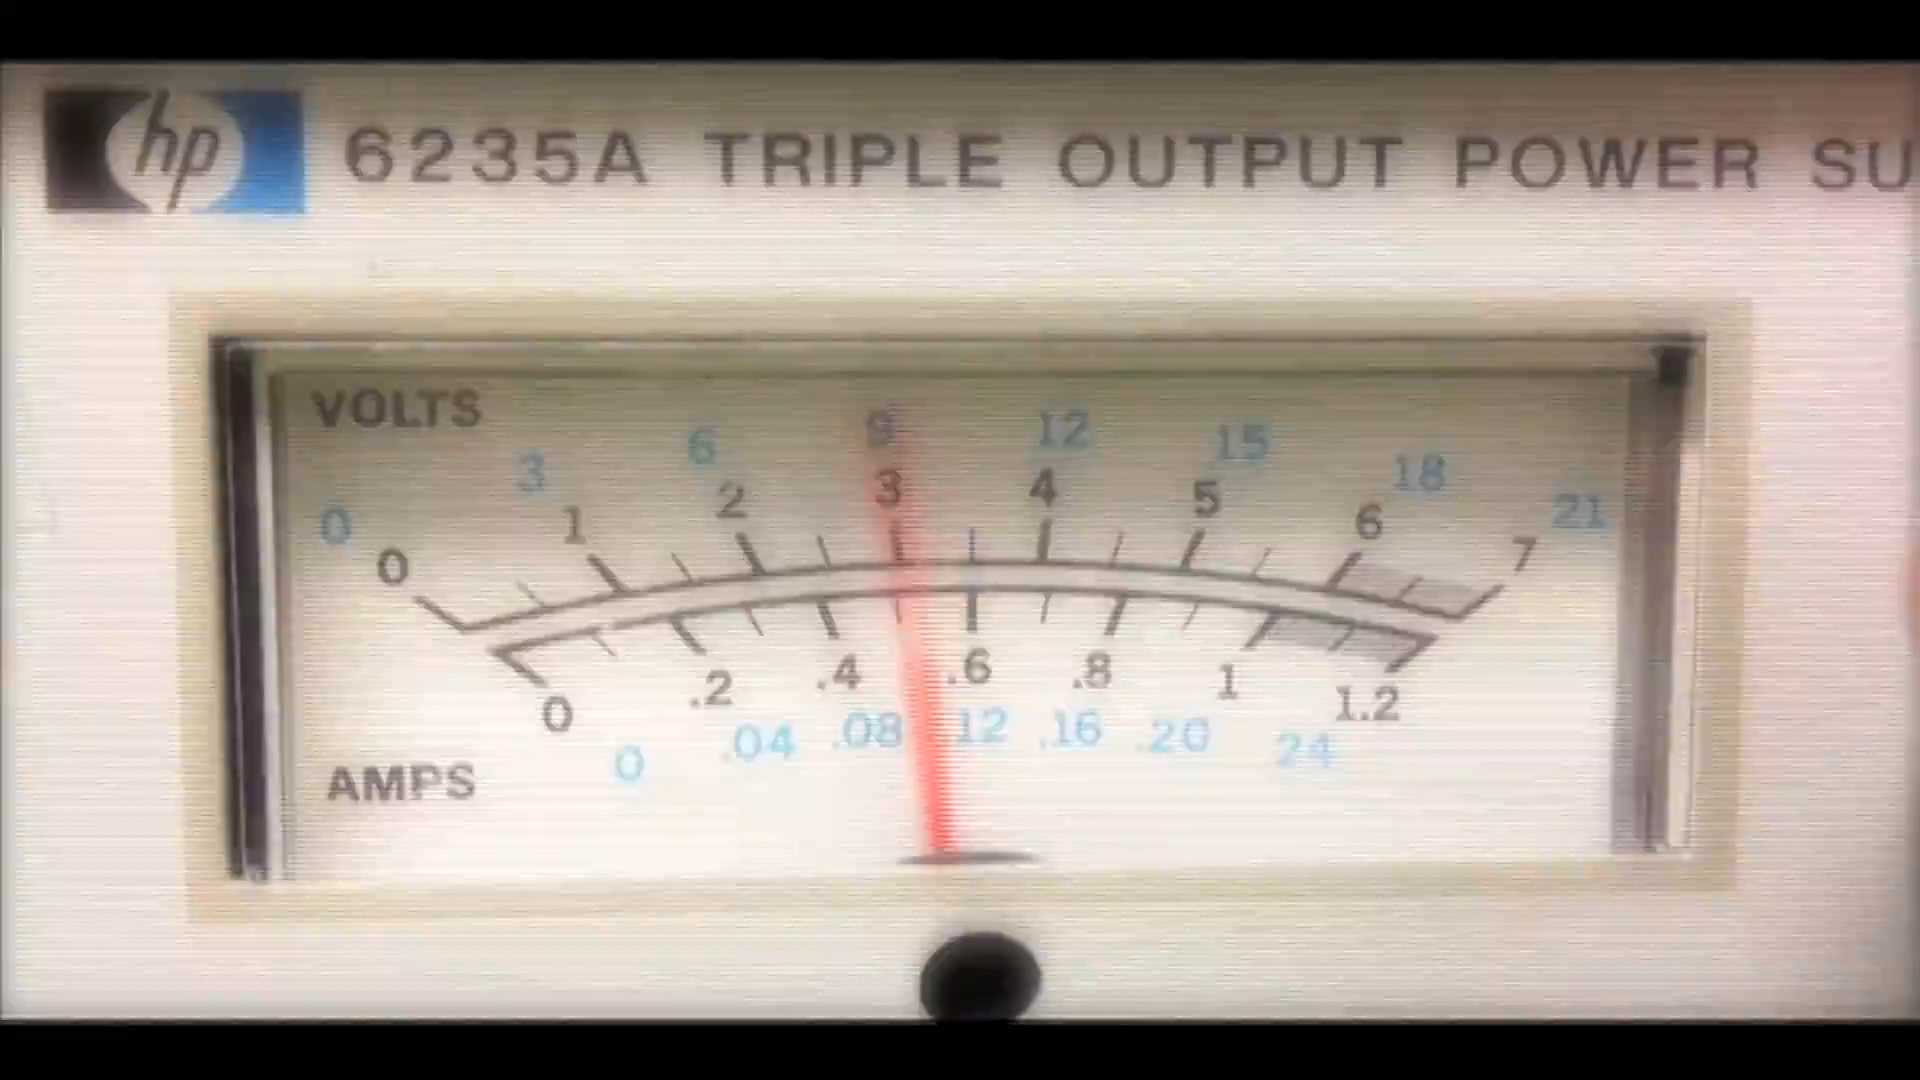 hp 6235A TRIPLE OUTPUT POWER SU
VOLTS
0 3 6 9 12 15 18 21
0 1 2 3 4 5 6 7
0 .2 .4 .6 .8 1 1.2
0 .04 .08 12 .16 .20 24
AMPS